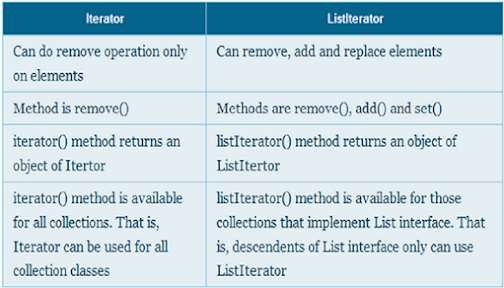 Iterator
ListIterator
Can do remove operation only
on elements
Can remove, add and replace elements
Method is remove()
Methods are remove(), add() and set()
iterator() method returns an
object of Itertor
listIterator() method returns an object of
ListItertor
iterator() method is available
for all collections. That is,
Iterator can be used for all
collection classes
listIterator() method is available for those
collections that implement List interface. That
is, descendents of List interface only can use
ListIterator